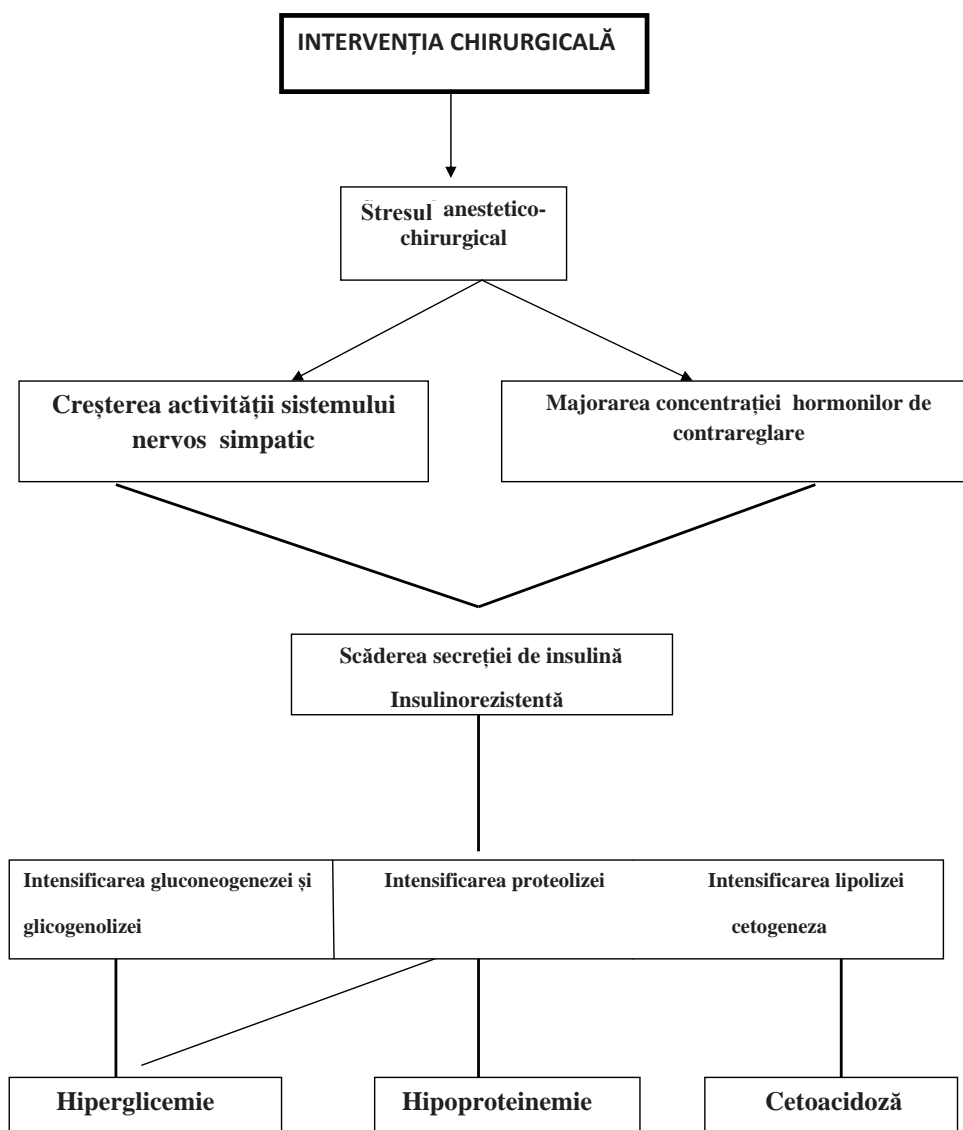 INTERVENȚIA CHIRURGICALĂ
Stresul anestetico-
chirurgical
Creșterea activității sistemului
nervos simpatic
Majorarea concentrației hormonilor de
contrareglare
Scăderea secreției de insulină
Insulinorezistentă
Intensificarea gluconeogenezei și
glicogenolizei
Intensificarea proteolizei
Intensificarea lipolizei
cetogeneza
Hiperglicemie
Hipoproteinemie
Cetoacidoză